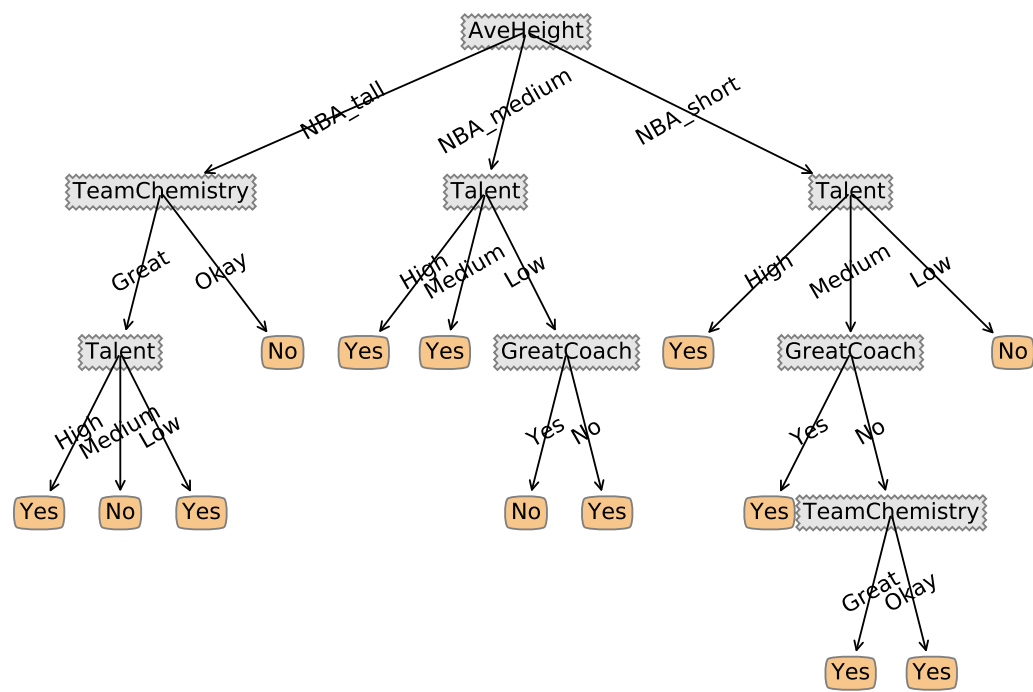 AveHeight
NBA_tall
NBA_medium
NBA_short
TeamChemistry
Talent
Talent
Great
Okay
High
Medium
Low
High
Medium
Low
Talent
No
Yes
Yes
GreatCoach
Yes
GreatCoach
No
High
Medium
Low
Yes
No
Yes
No
Yes
No
Yes
No
Yes
Yes
TeamChemistry
Great
Okay
Yes
Yes